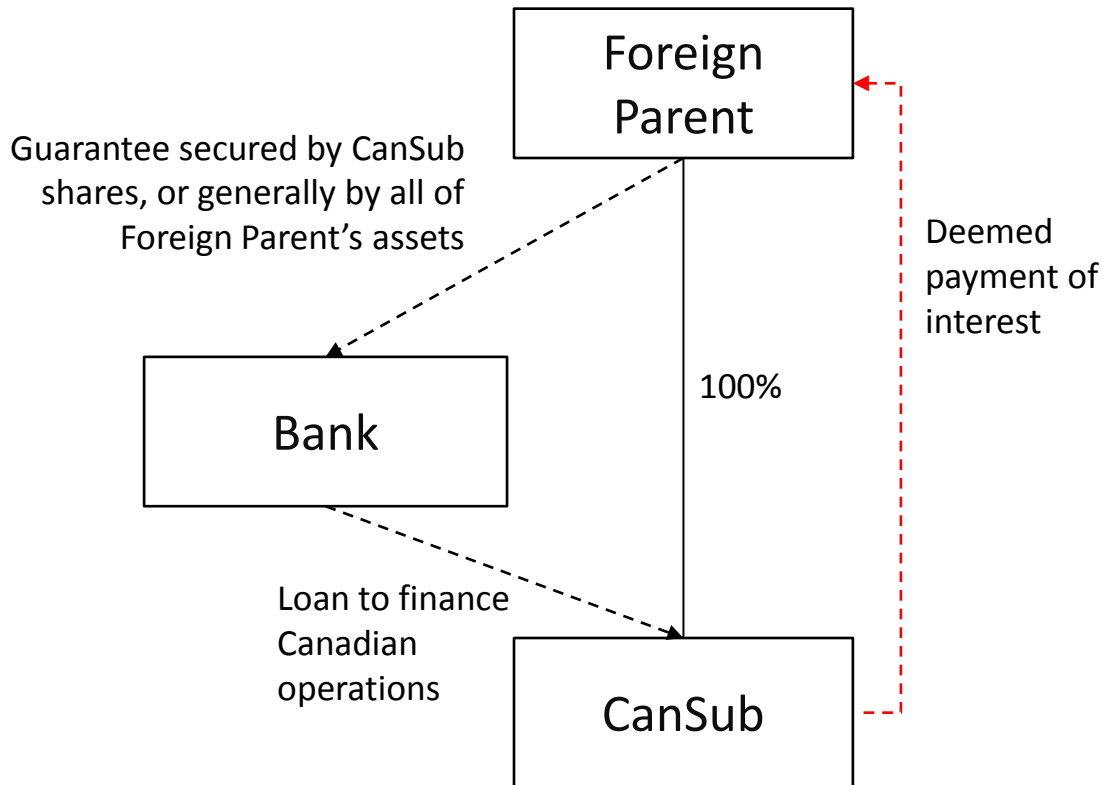 Foreign
Parent
Guarantee secured by CanSub
shares, or generally by all of
Foreign Parent’s assets
Deemed
payment of
interest
Bank
100%
Loan to finance
Canadian
operations
CanSub